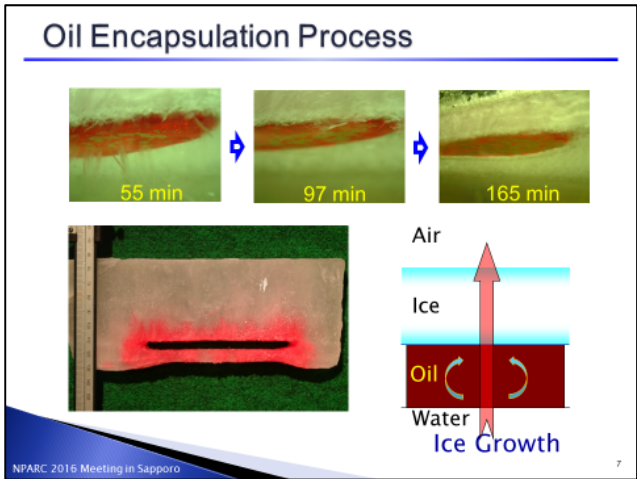 Oil Encapsulation Process
55 min
97 min
165 min
Air
Ice
Oil
Water
Ice Growth
NPARC 2016 Meeting in Sapporo
7